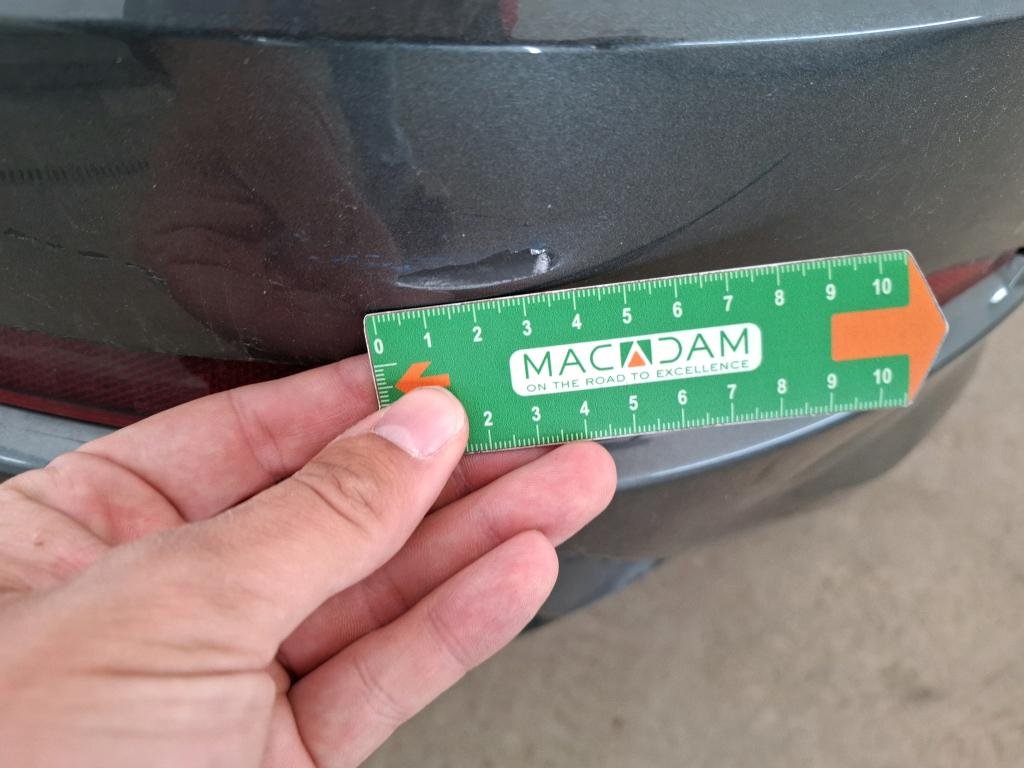 0 1 2 3 4 5 6 7 8 9 10
MACADAM
ON THE ROAD TO EXCELLENCE
2 3 4 5 6 7 8 9 10